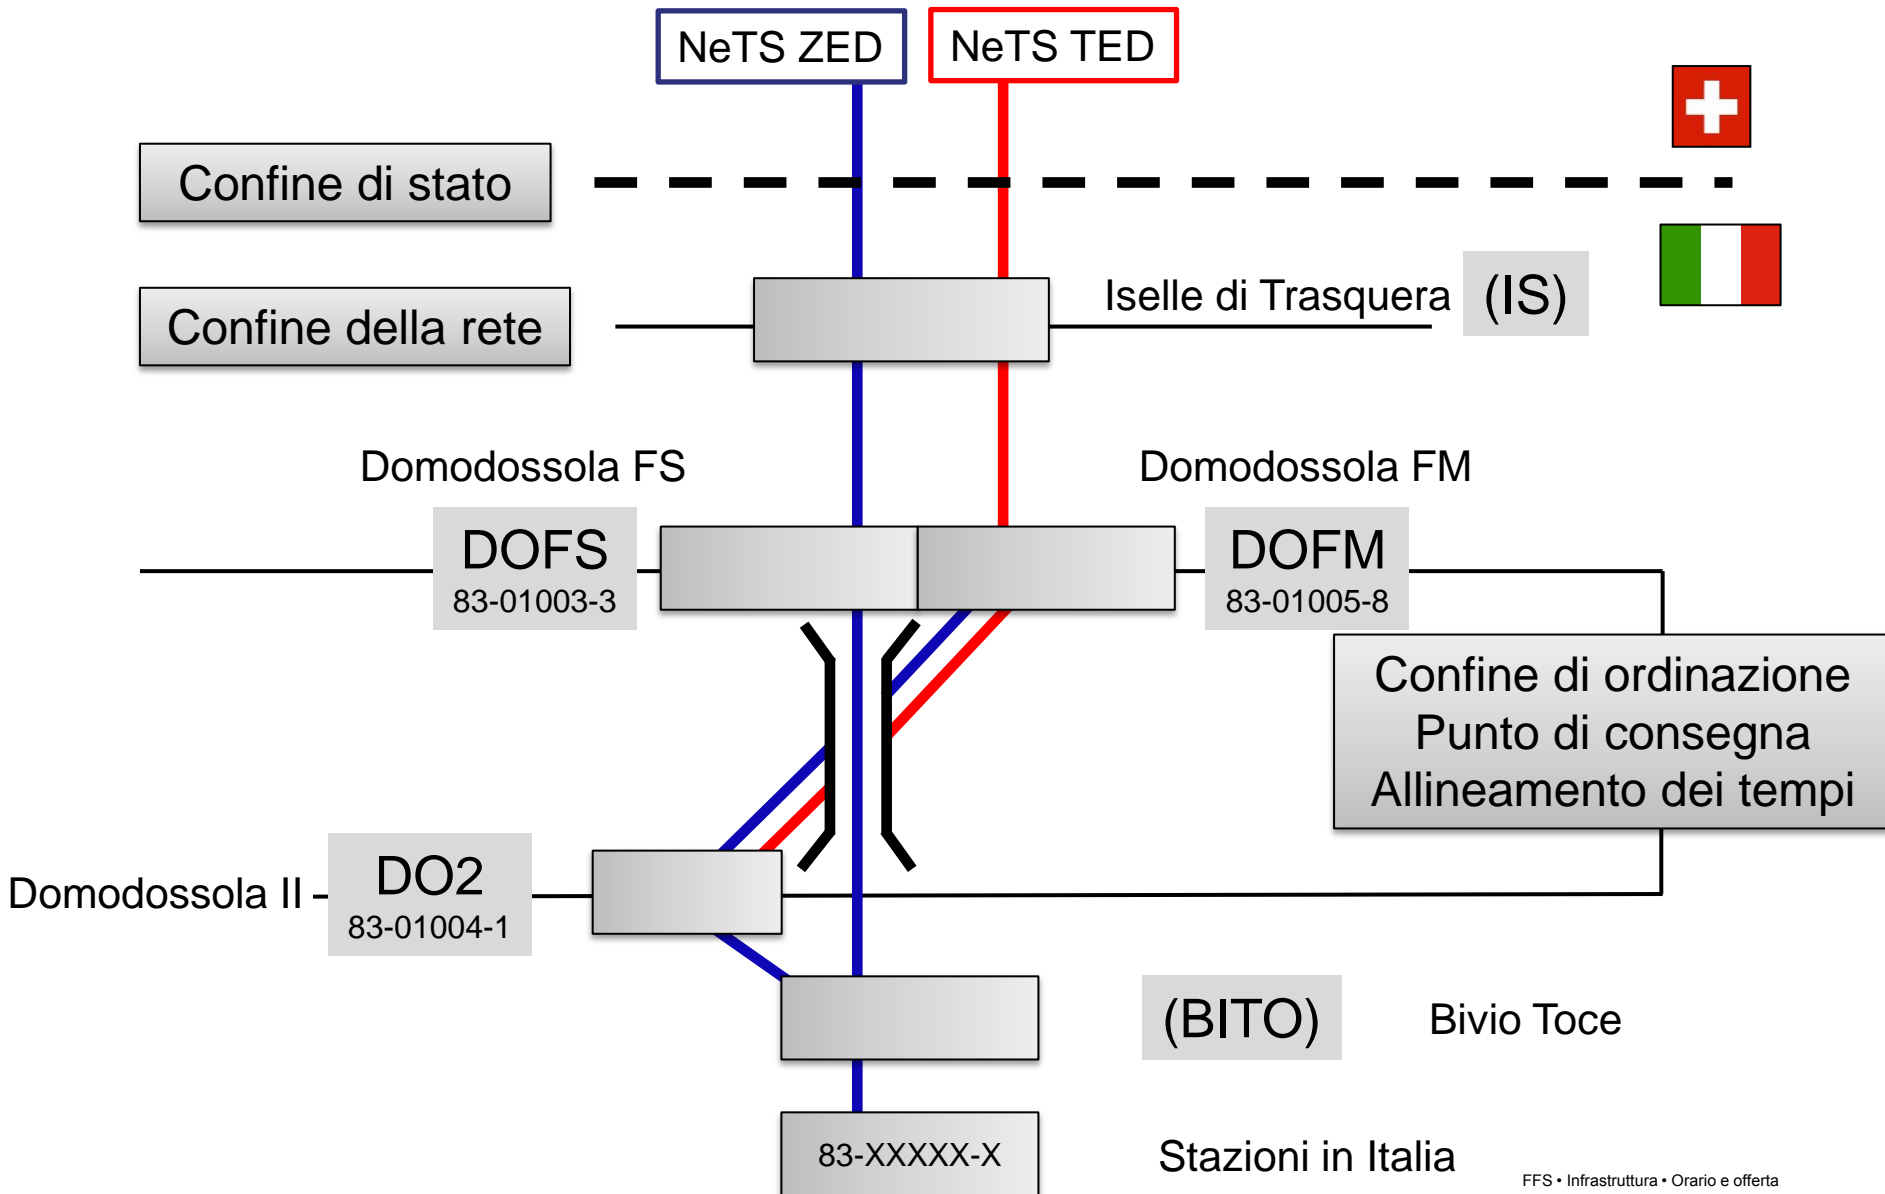 NeTS ZED
NeTS TED
Confine di stato
Confine della rete
Iselle di Trasquera
(IS)
Domodossola FS
Domodossola FM
DOFS
83-01003-3
DOFM
83-01005-8
Confine di ordinazione
Punto di consegna
Allineamento dei tempi
Domodossola II
DO2
83-01004-1
(BITO)
Bivio Toce
83-XXXXX-X
Stazioni in Italia
FFS • Infrastruttura • Orario e offerta